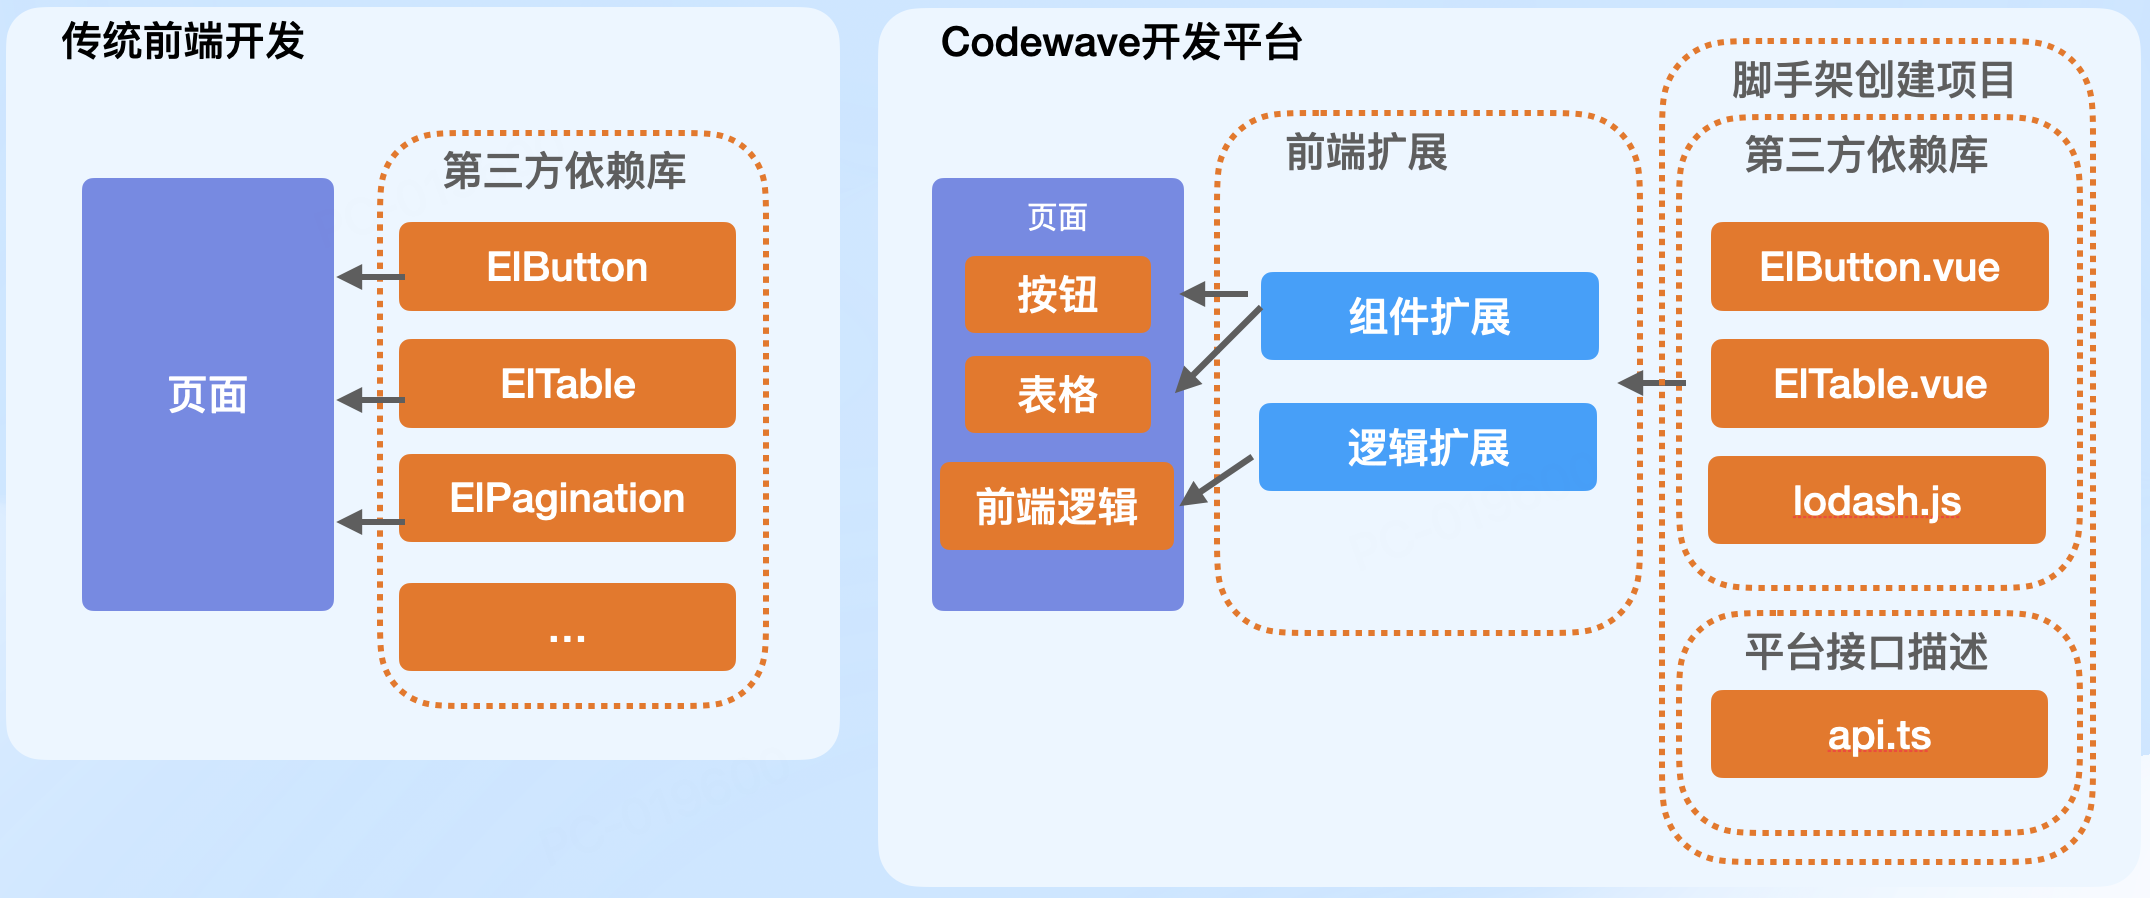 传统前端开发
第三方依赖库
页面
ElButton
ElTable
ElPagination
...
Codewave开发平台
页面
按钮
表格
前端逻辑
前端扩展
组件扩展
逻辑扩展
脚手架创建项目
第三方依赖库
ElButton.vue
ElTable.vue
lodash.js
平台接口描述
api.ts